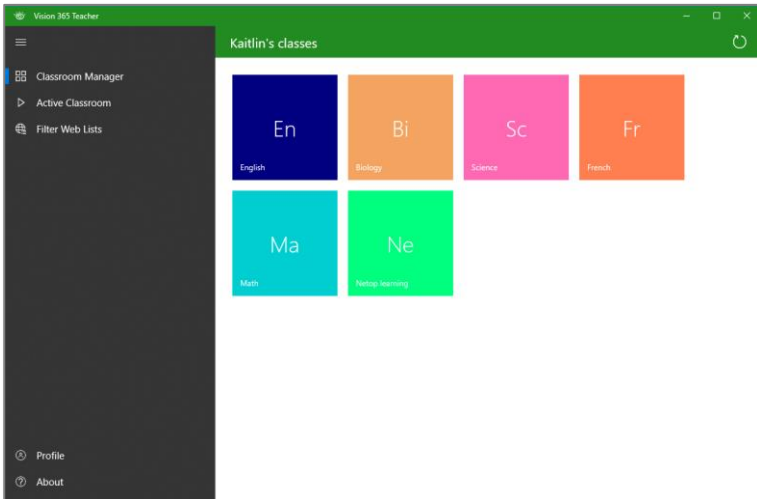 Vision 365 Teacher
Kaitlin's classes
Classroom Manager
Active Classroom
Filter Web Lists
Profile
About
En
English
Bi
Biology
Sc
Science
Fr
French
Ma
Math
Ne
Netop learning